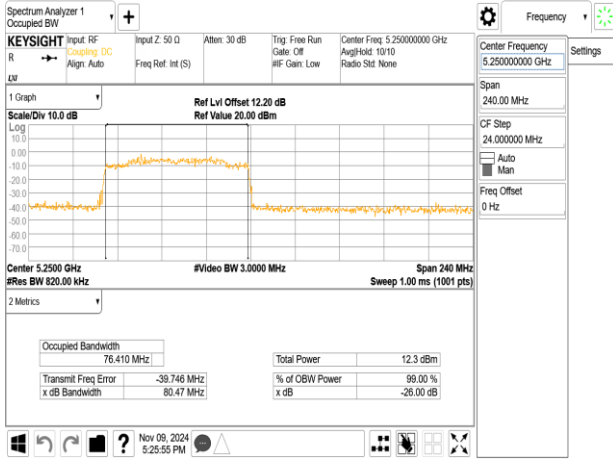 Spectrum Analyzer 1
Occupied BW
Frequency
KEYSIGHT
R
LXI
Input: RF
Coupling: DC
Align: Auto
Input Z: 50 Ω
Freq Ref: Int (S)
Atten: 30 dB
Trig: Free Run
Gate: Off
#IF Gain: Low
Center Freq: 5.250000000 GHz
Avg|Hold: 10/10
Radio Std: None
Center Frequency
5.250000000 GHz
Settings
Span
240.00 MHz
CF Step
24.000000 MHz
Auto
Man
Freq Offset
0 Hz
1 Graph
Scale/Div 10.0 dB
Ref Lvl Offset 12.20 dB
Ref Value 20.00 dBm
Log
10.0
0.00
-10.0
-20.0
-30.0
-40.0
-50.0
-60.0
-70.0
Center 5.2500 GHz
#Res BW 820.00 kHz
#Video BW 3.0000 MHz
Span 240 MHz
Sweep 1.00 ms (1001 pts)
2 Metrics
Occupied Bandwidth
76.410 MHz
Transmit Freq Error -39.746 MHz
x dB Bandwidth 80.47 MHz
Total Power 12.3 dBm
% of OBW Power 99.00 %
x dB -26.00 dB
?
Nov 09, 2024
5:25:55 PM